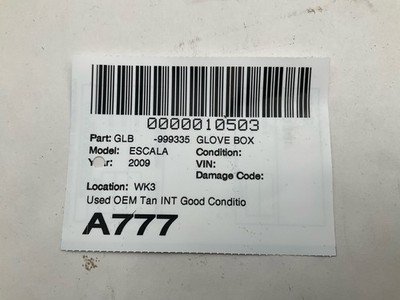 0000010503
Part: GLB -999335 GLOVE BOX
Model: ESCALA Condition:
Year: 2009 VIN:
Damage Code:
Location: WK3
Used OEM Tan INT Good Conditio
A777